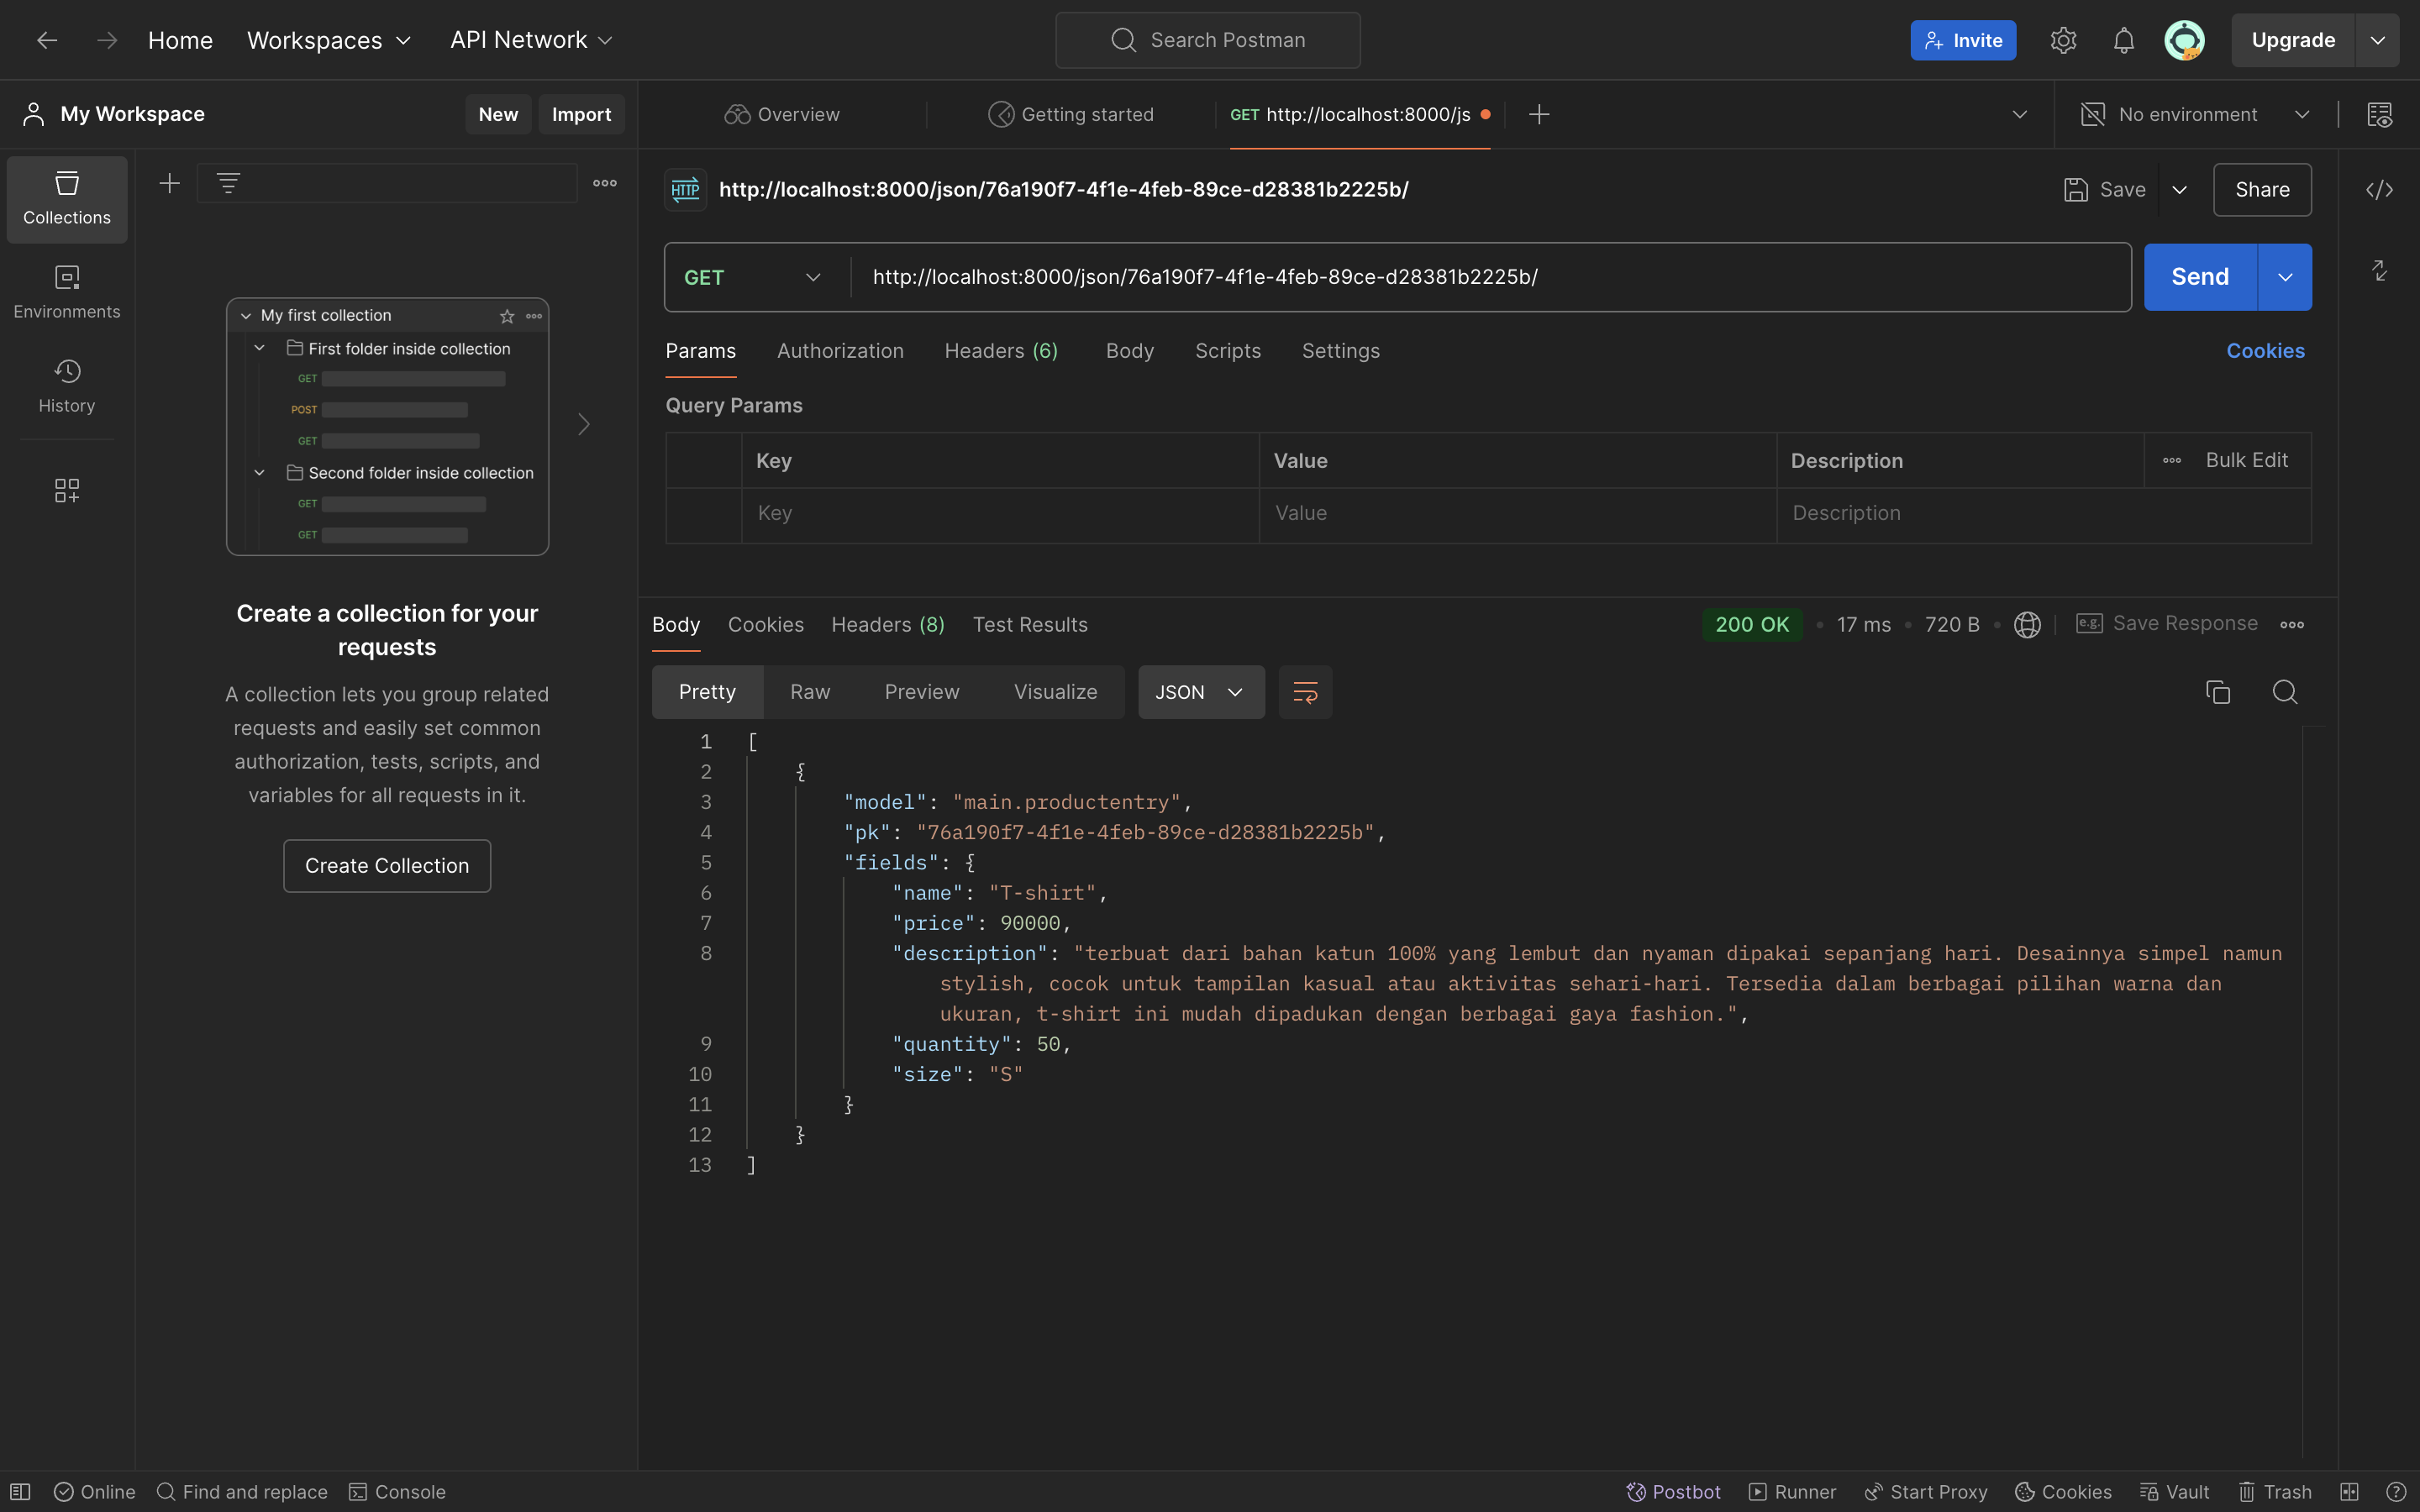 Home Workspaces API Network Search Postman Invite Upgrade
My Workspace New Import Overview Getting started GET http://localhost:8000/js No environment
Collections
Environments
History
My first collection
First folder inside collection
GET
POST
GET
Second folder inside collection
GET
GET
Create a collection for your
requests
A collection lets you group related
requests and easily set common
authorization, tests, scripts, and
variables for all requests in it.
Create Collection
HTTP http://localhost:8000/json/76a190f7-4f1e-4feb-89ce-d28381b2225b/ Save Share
GET http://localhost:8000/json/76a190f7-4f1e-4feb-89ce-d28381b2225b/ Send
Params Authorization Headers (6) Body Scripts Settings Cookies
Query Params
Key Value Description Bulk Edit
Key Value Description
Body Cookies Headers (8) Test Results 200 OK • 17 ms • 720 B • e.g. Save Response
Pretty Raw Preview Visualize JSON
1 [
2 {
3 "model": "main.productentry",
4 "pk": "76a190f7-4f1e-4feb-89ce-d28381b2225b",
5 "fields": {
6 "name": "T-shirt",
7 "price": 90000,
8 "description": "terbuat dari bahan katun 100% yang lembut dan nyaman dipakai sepanjang hari. Desainnya simpel namun
stylish, cocok untuk tampilan kasual atau aktivitas sehari-hari. Tersedia dalam berbagai pilihan warna dan
ukuran, t-shirt ini mudah dipadukan dengan berbagai gaya fashion.",
9 "quantity": 50,
10 "size": "S"
11 }
12 }
13 ]
Online Find and replace Console Postbot Runner Start Proxy Cookies Vault Trash